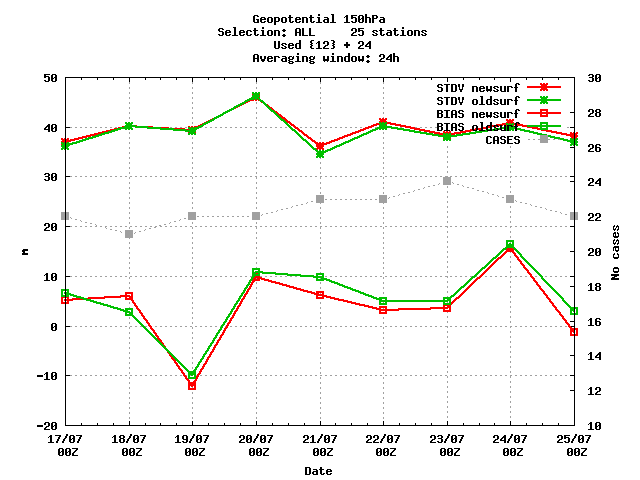 Geopotential 150hPa
Selection: ALL 25 stations
Used {12} + 24
Averaging window: 24h
50 30
STDV newsurf
STDV oldsurf
28
BIAS newsurf
40 BIAS oldsurf
CASES
26
30 24
20 22
m No cases
20
10
18
0 16
14
-10
12
-20 10
17/07 18/07 19/07 20/07 21/07 22/07 23/07 24/07 25/07
00Z 00Z 00Z 00Z 00Z 00Z 00Z 00Z 00Z
Date